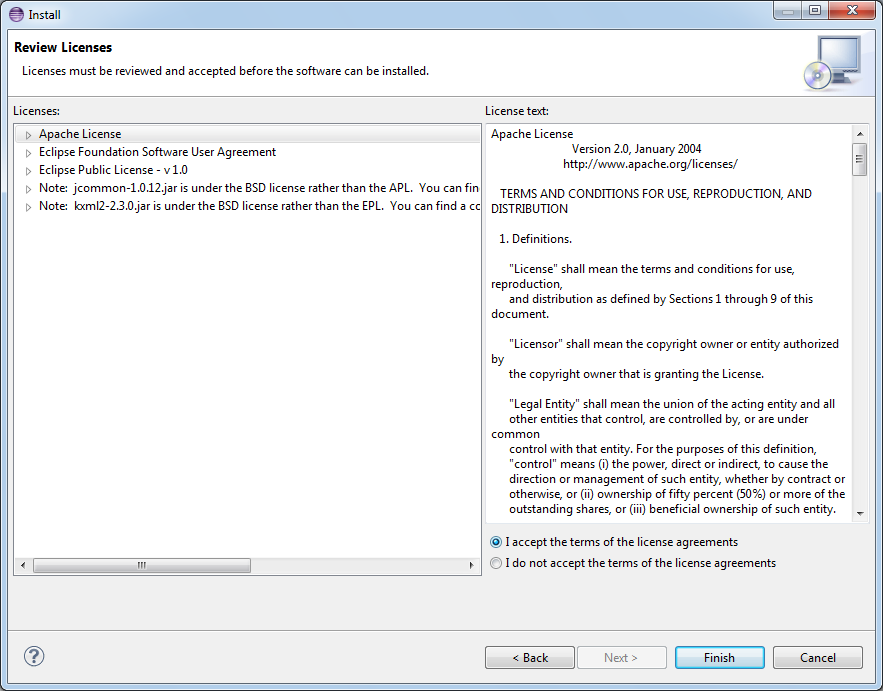 Install
Review Licenses
Licenses must be reviewed and accepted before the software can be installed.
Licenses:
Apache License
Eclipse Foundation Software User Agreement
Eclipse Public License - v 1.0
Note:  jcommon-1.0.12.jar is under the BSD license rather than the APL.  You can fin
Note:  kxml2-2.3.0.jar is under the BSD license rather than the EPL.  You can find a cc
License text:
Apache License
Version 2.0, January 2004
http://www.apache.org/licenses/
TERMS AND CONDITIONS FOR USE, REPRODUCTION, AND
DISTRIBUTION
1. Definitions.
"License" shall mean the terms and conditions for use,
reproduction,
and distribution as defined by Sections 1 through 9 of this
document.
"Licensor" shall mean the copyright owner or entity authorized
by
the copyright owner that is granting the License.
"Legal Entity" shall mean the union of the acting entity and all
other entities that control, are controlled by, or are under
common
control with that entity. For the purposes of this definition,
"control" means (i) the power, direct or indirect, to cause the
direction or management of such entity, whether by contract or
otherwise, or (ii) ownership of fifty percent (50%) or more of the
outstanding shares, or (iii) beneficial ownership of such entity.
I accept the terms of the license agreements
I do not accept the terms of the license agreements
< Back
Next >
Finish
Cancel